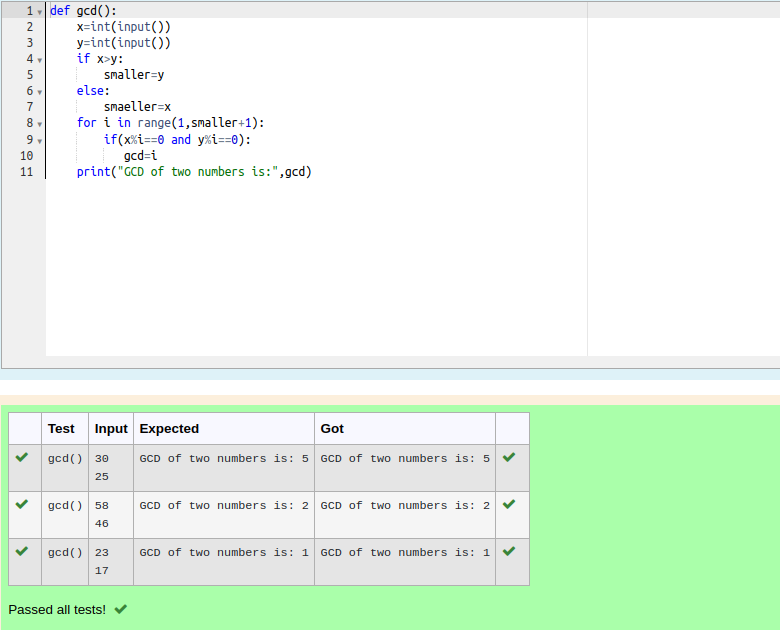 1 def gcd():
2     x=int(input())
3     y=int(input())
4     if x>y:
5         smaller=y
6     else:
7         smaeller=x
8     for i in range(1,smaller+1):
9         if(x%i==0 and y%i==0):
10            gcd=i
11    print("GCD of two numbers is:",gcd)
Test Input Expected Got
gcd() 30 GCD of two numbers is: 5 GCD of two numbers is: 5
25
gcd() 58 GCD of two numbers is: 2 GCD of two numbers is: 2
46
gcd() 23 GCD of two numbers is: 1 GCD of two numbers is: 1
17
Passed all tests!